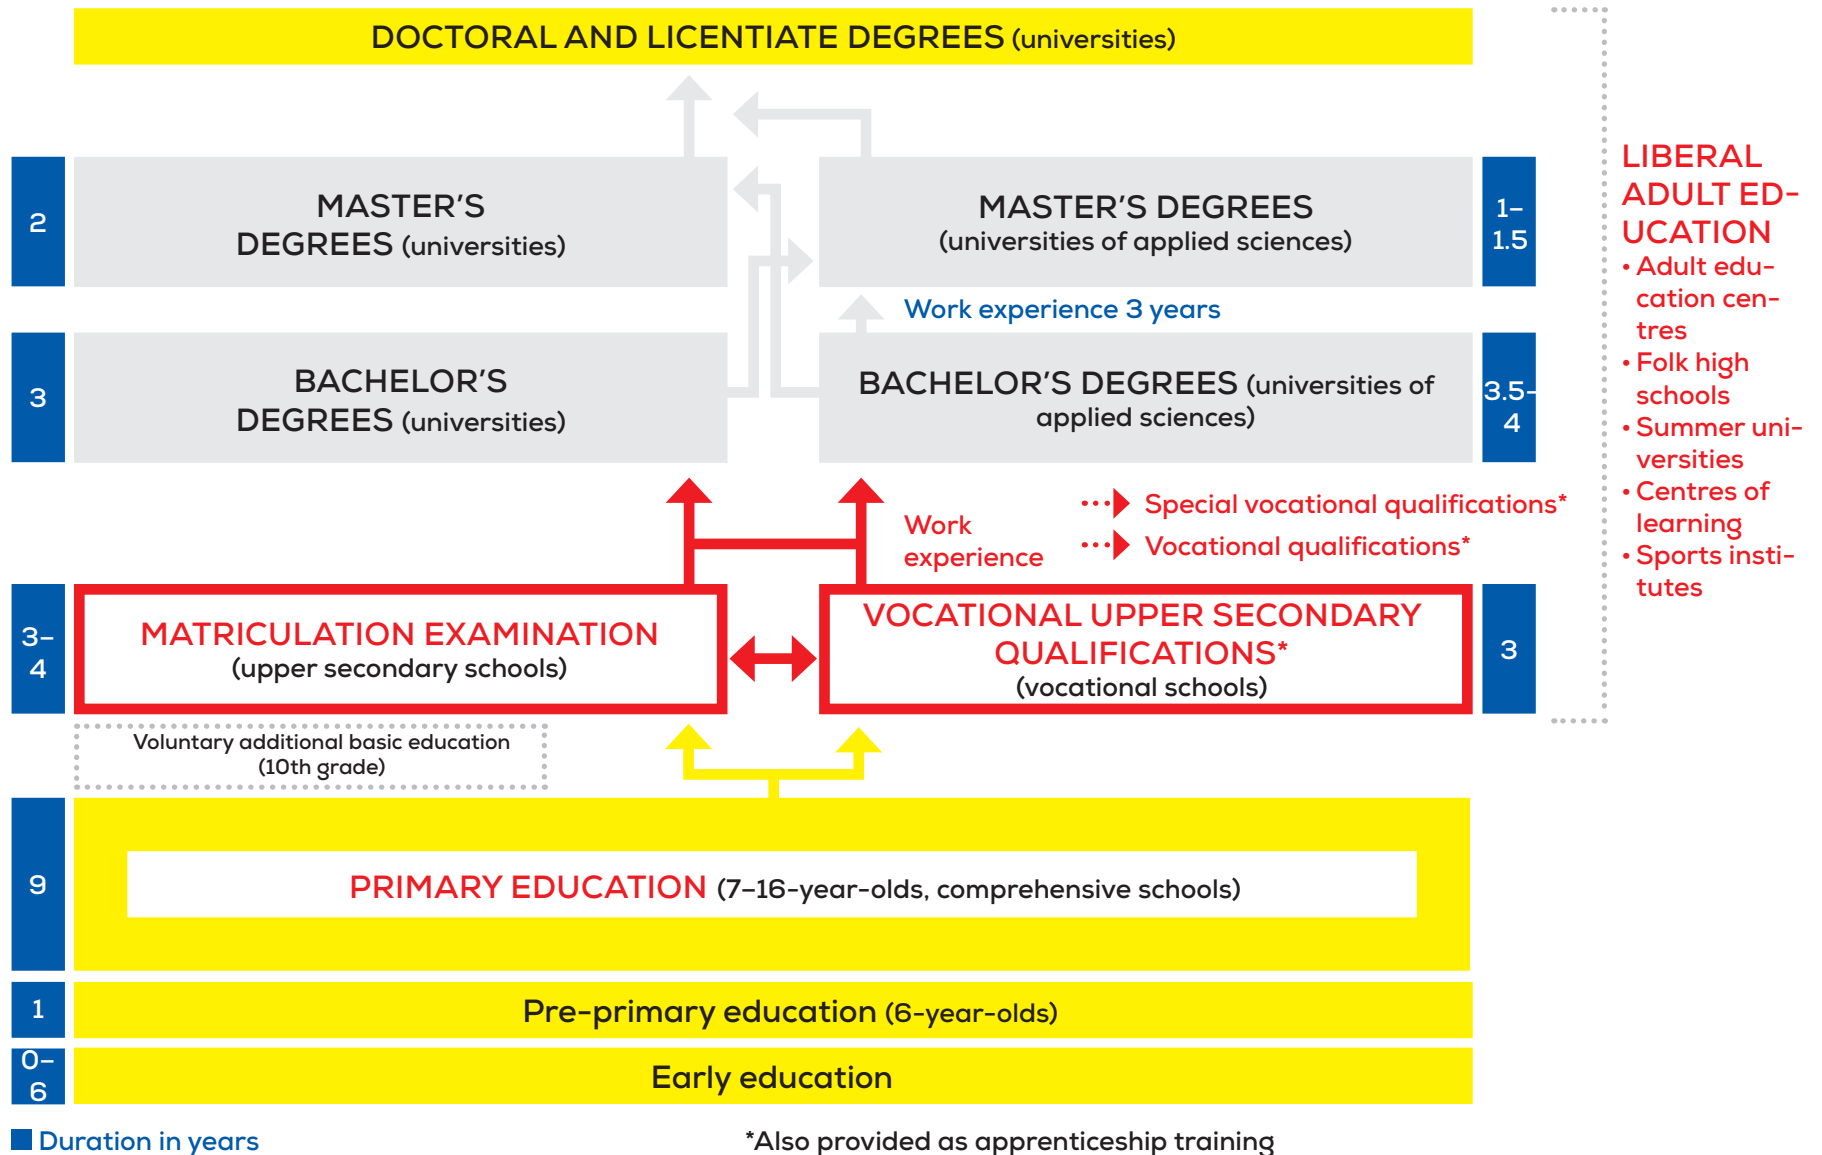 DOCTORAL AND LICENTIATE DEGREES (universities)
2
MASTER'S
DEGREES (universities)
MASTER'S DEGREES
(universities of applied sciences)
1–
1.5
Work experience 3 years
3
BACHELOR'S
DEGREES (universities)
BACHELOR'S DEGREES (universities of
applied sciences)
3.5-
4
Work
experience
Special vocational qualifications*
Vocational qualifications*
3–
4
MATRICULATION EXAMINATION
(upper secondary schools)
VOCATIONAL UPPER SECONDARY
QUALIFICATIONS*
(vocational schools)
3
Voluntary additional basic education
(10th grade)
9
PRIMARY EDUCATION (7–16-year-olds, comprehensive schools)
1
Pre-primary education (6-year-olds)
0–
6
Early education
Duration in years
*Also provided as apprenticeship training
LIBERAL
ADULT ED-
UCATION
• Adult edu-
cation cen-
tres
• Folk high
schools
• Summer uni-
versities
• Centres of
learning
• Sports insti-
tutes